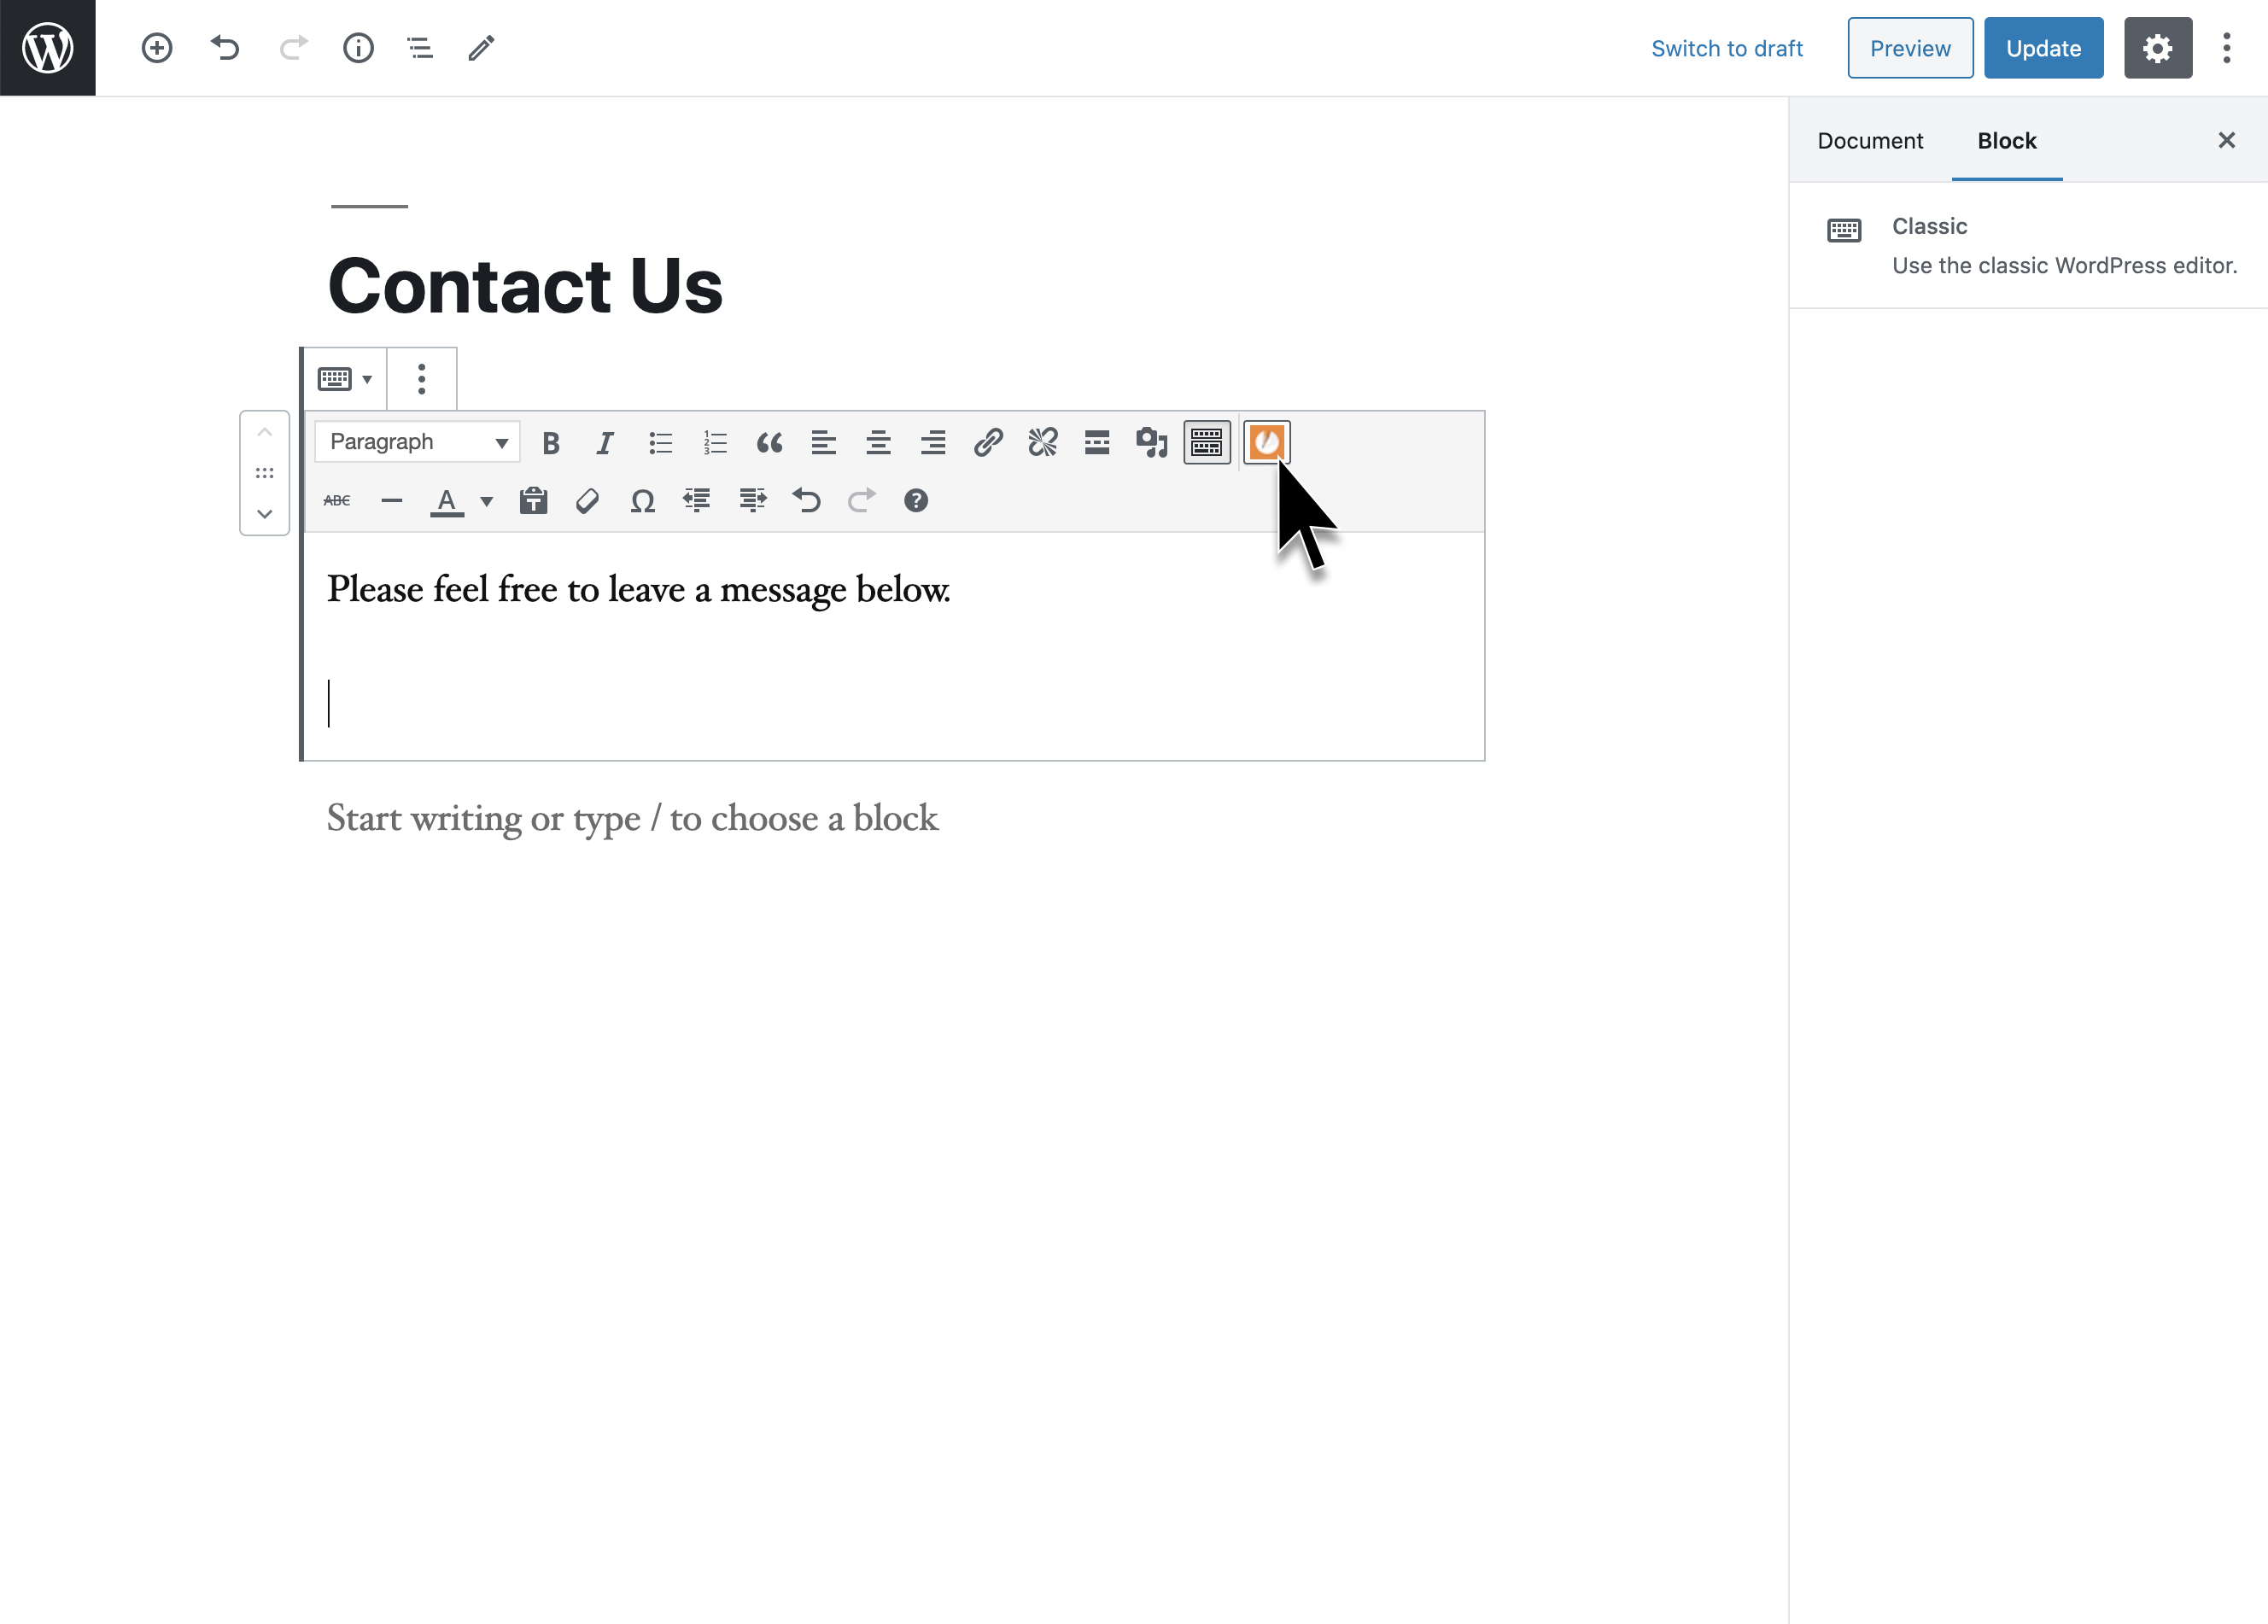 Switch to draft
Preview
Update
Document
Block
Classic
Use the classic WordPress editor.
Contact Us
Paragraph
ABC
Please feel free to leave a message below.
Start writing or type / to choose a block